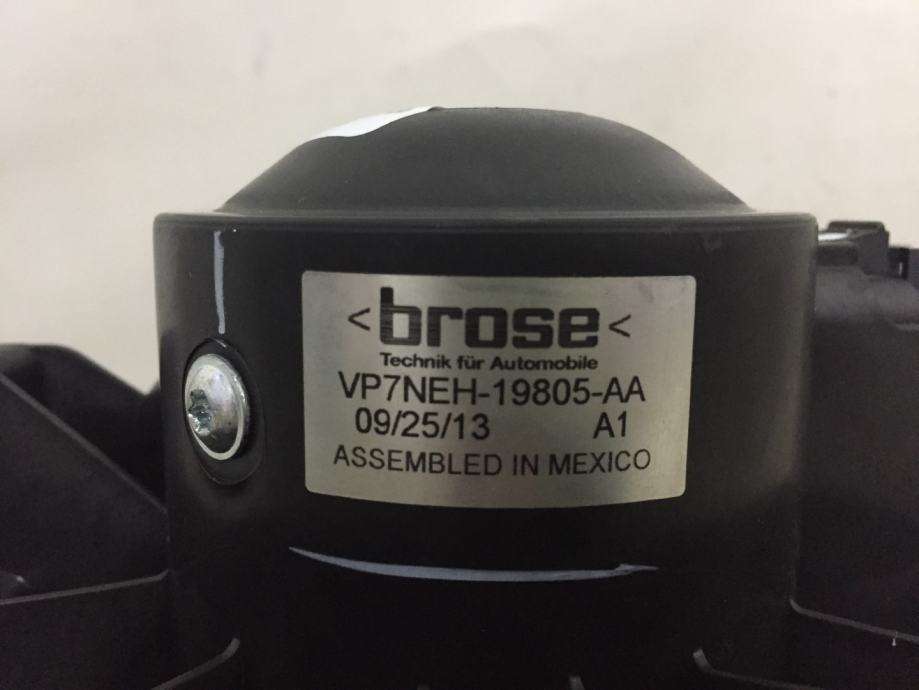 <brose<
Technik für Automobile
VP7NEH-19805-AA
09/25/13 A1
ASSEMBLED IN MEXICO